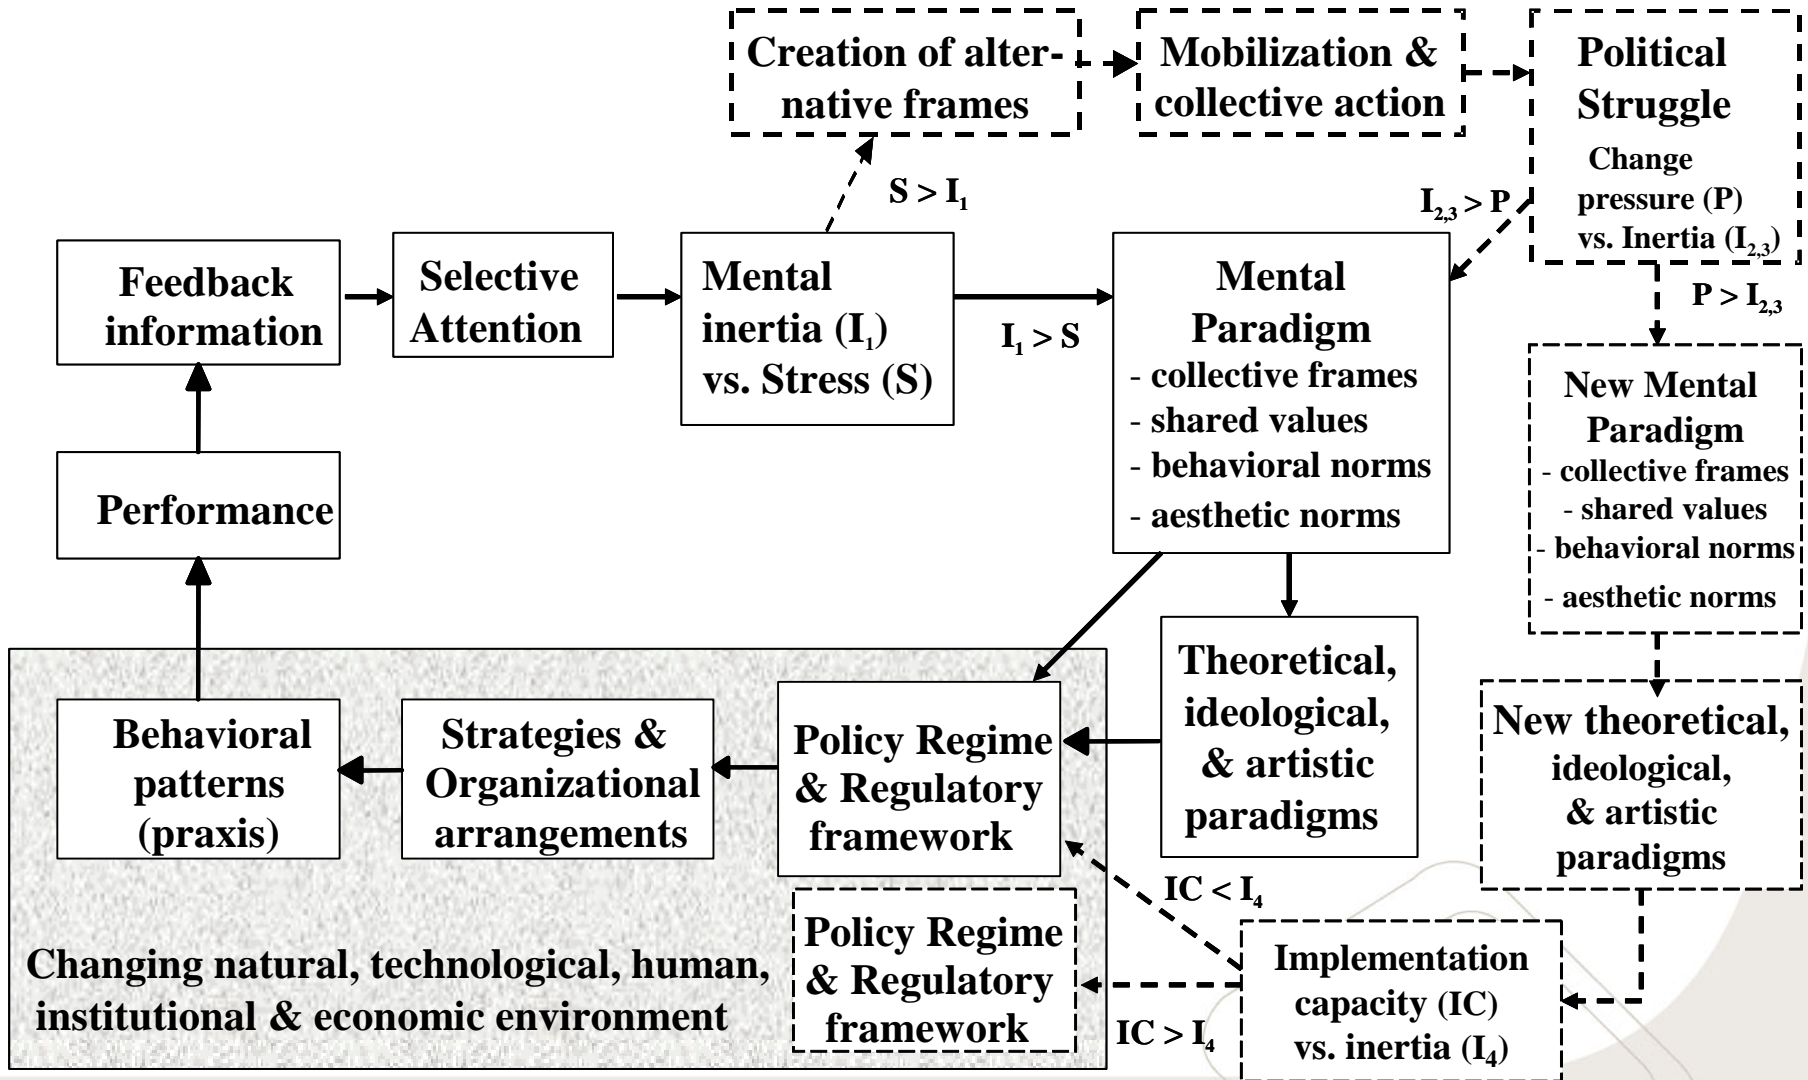 Creation of alter-
native frames
Mobilization &
collective action
Political
Struggle
Change
pressure (P)
vs. Inertia (I2,3)
S > I1
I2,3 > P
P > I2,3
Feedback
information
Selective
Attention
Mental
inertia (I1)
vs. Stress (S)
I1 > S
Mental
Paradigm
- collective frames
- shared values
- behavioral norms
- aesthetic norms
New Mental
Paradigm
- collective frames
- shared values
- behavioral norms
- aesthetic norms
Performance
Theoretical,
ideological,
& artistic
paradigms
New theoretical,
ideological,
& artistic
paradigms
Behavioral
patterns
(praxis)
Strategies &
Organizational
arrangements
Policy Regime
& Regulatory
framework
IC < I4
Policy Regime
& Regulatory
framework
IC > I4
Implementation
capacity (IC)
vs. inertia (I4)
Changing natural, technological, human,
institutional & economic environment